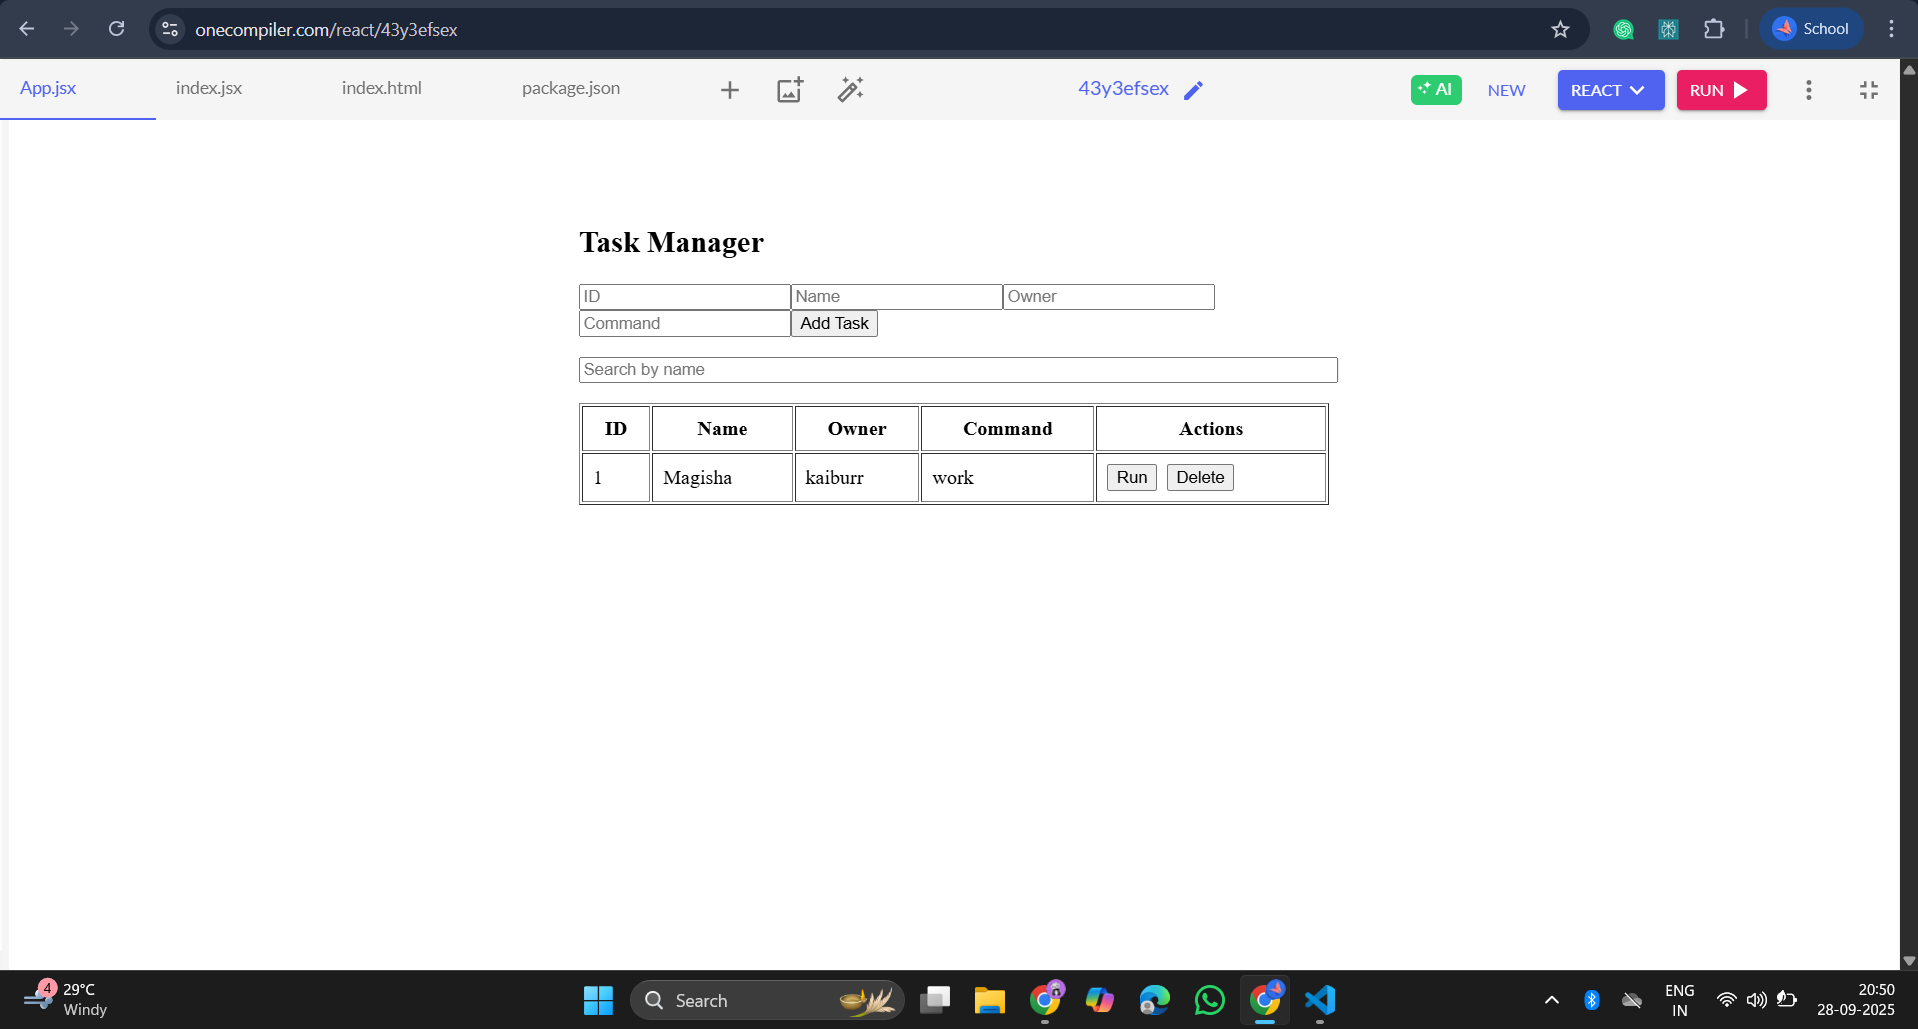 onecompiler.com/react/43y3efsex
School
App.jsx index.jsx index.html package.json 43y3efsex AI NEW REACT RUN
Task Manager
ID Name Owner
Command Add Task
Search by name
ID Name Owner Command Actions
1 Magisha kaiburr work Run Delete
4 29°C
Windy
Search
ENG
IN
20:50
28-09-2025